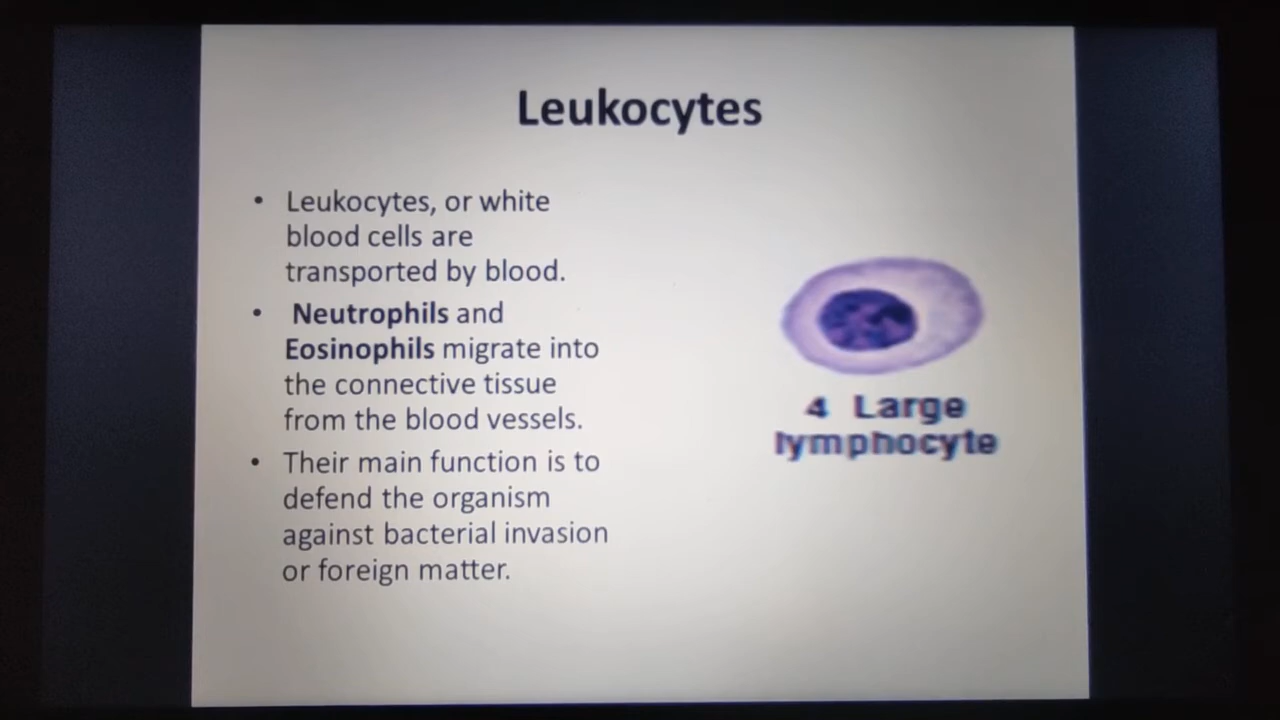 Leukocytes
• Leukocytes, or white
blood cells are
transported by blood.
• Neutrophils and
Eosinophils migrate into
the connective tissue
from the blood vessels.
• Their main function is to
defend the organism
against bacterial invasion
or foreign matter.
4 Large
lymphocyte